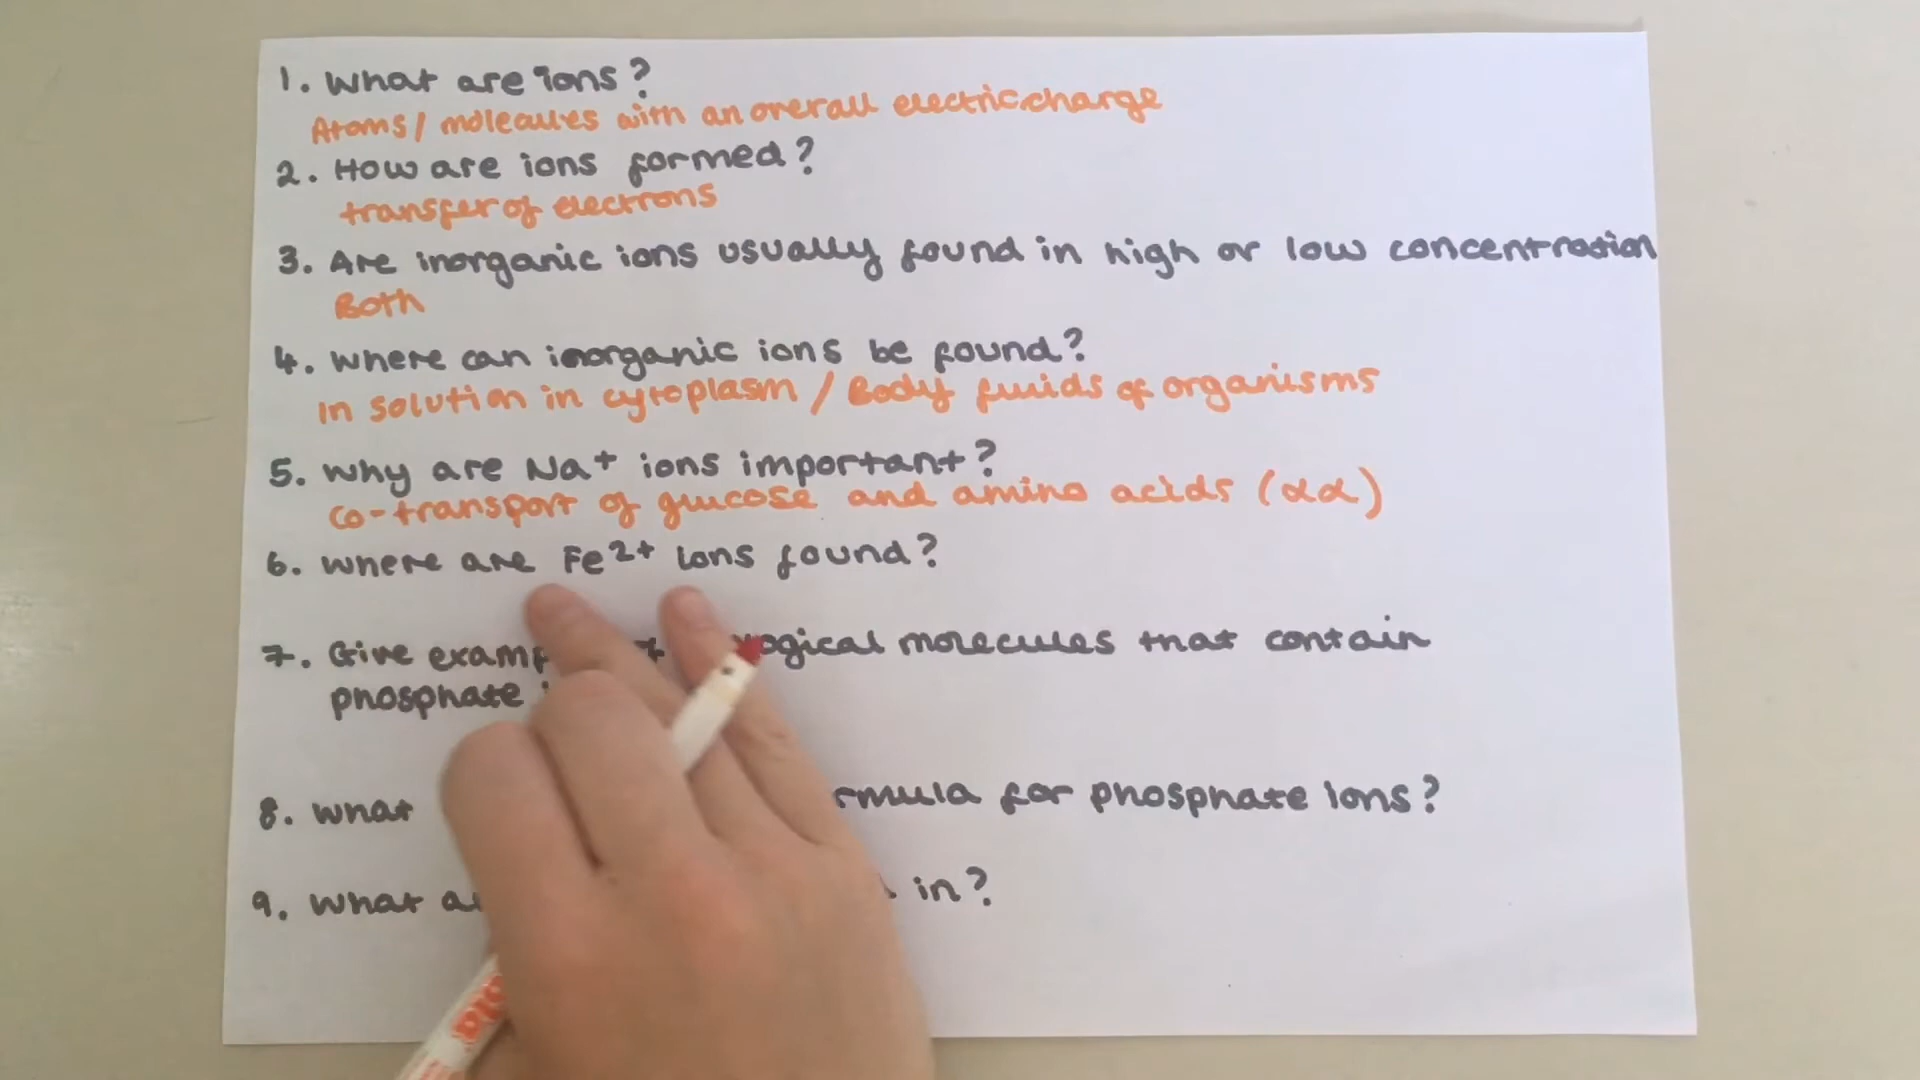 1. What are ions?
Atoms/molecules with an overall electric charge
2. How are ions formed?
transfer of electrons
3. Are inorganic ions usually found in high or low concentration
Both
4. Where can inorganic ions be found?
In solution in cytoplasm / Body fluids of organisms
5. Why are Na+ ions important?
Co-transport of glucose and amino acids (αα)
6. Where are Fe2+ ions found?
7. Give molecules that contain
phosphate
8. What for phosphate ions?
9. What in?